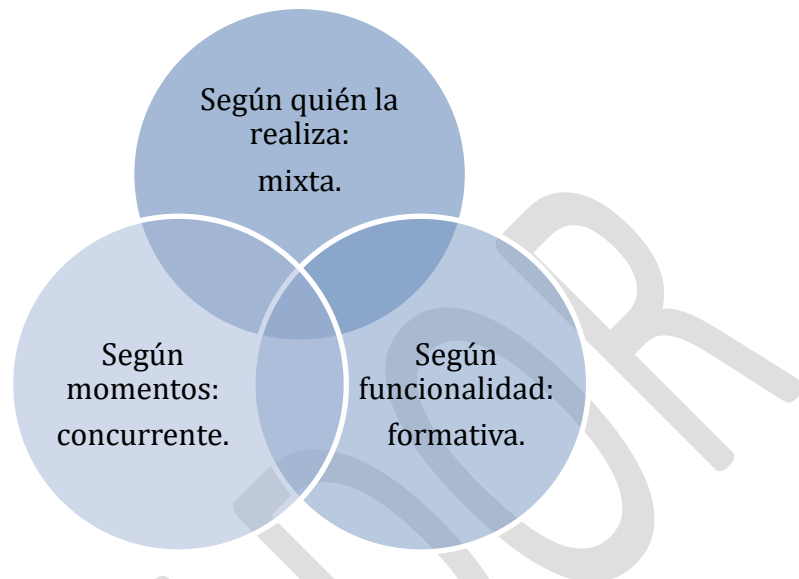 Según quién la
realiza:
mixta.
Según
momentos:
concurrente.
Según
funcionalidad:
formativa.